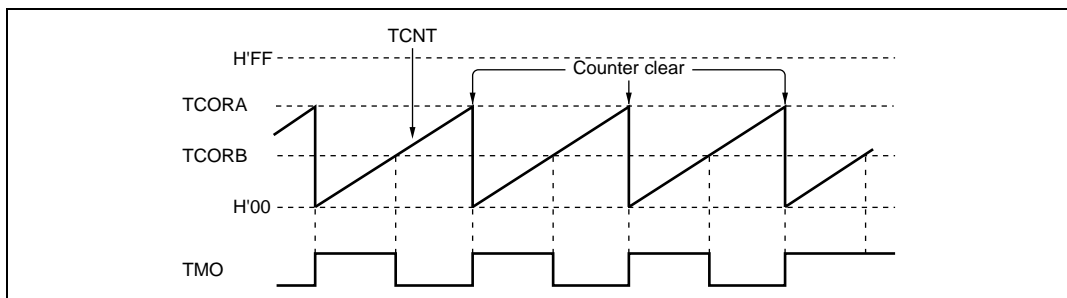 TCNT
H'FF
Counter clear
TCORA
TCORB
H'00
TMO